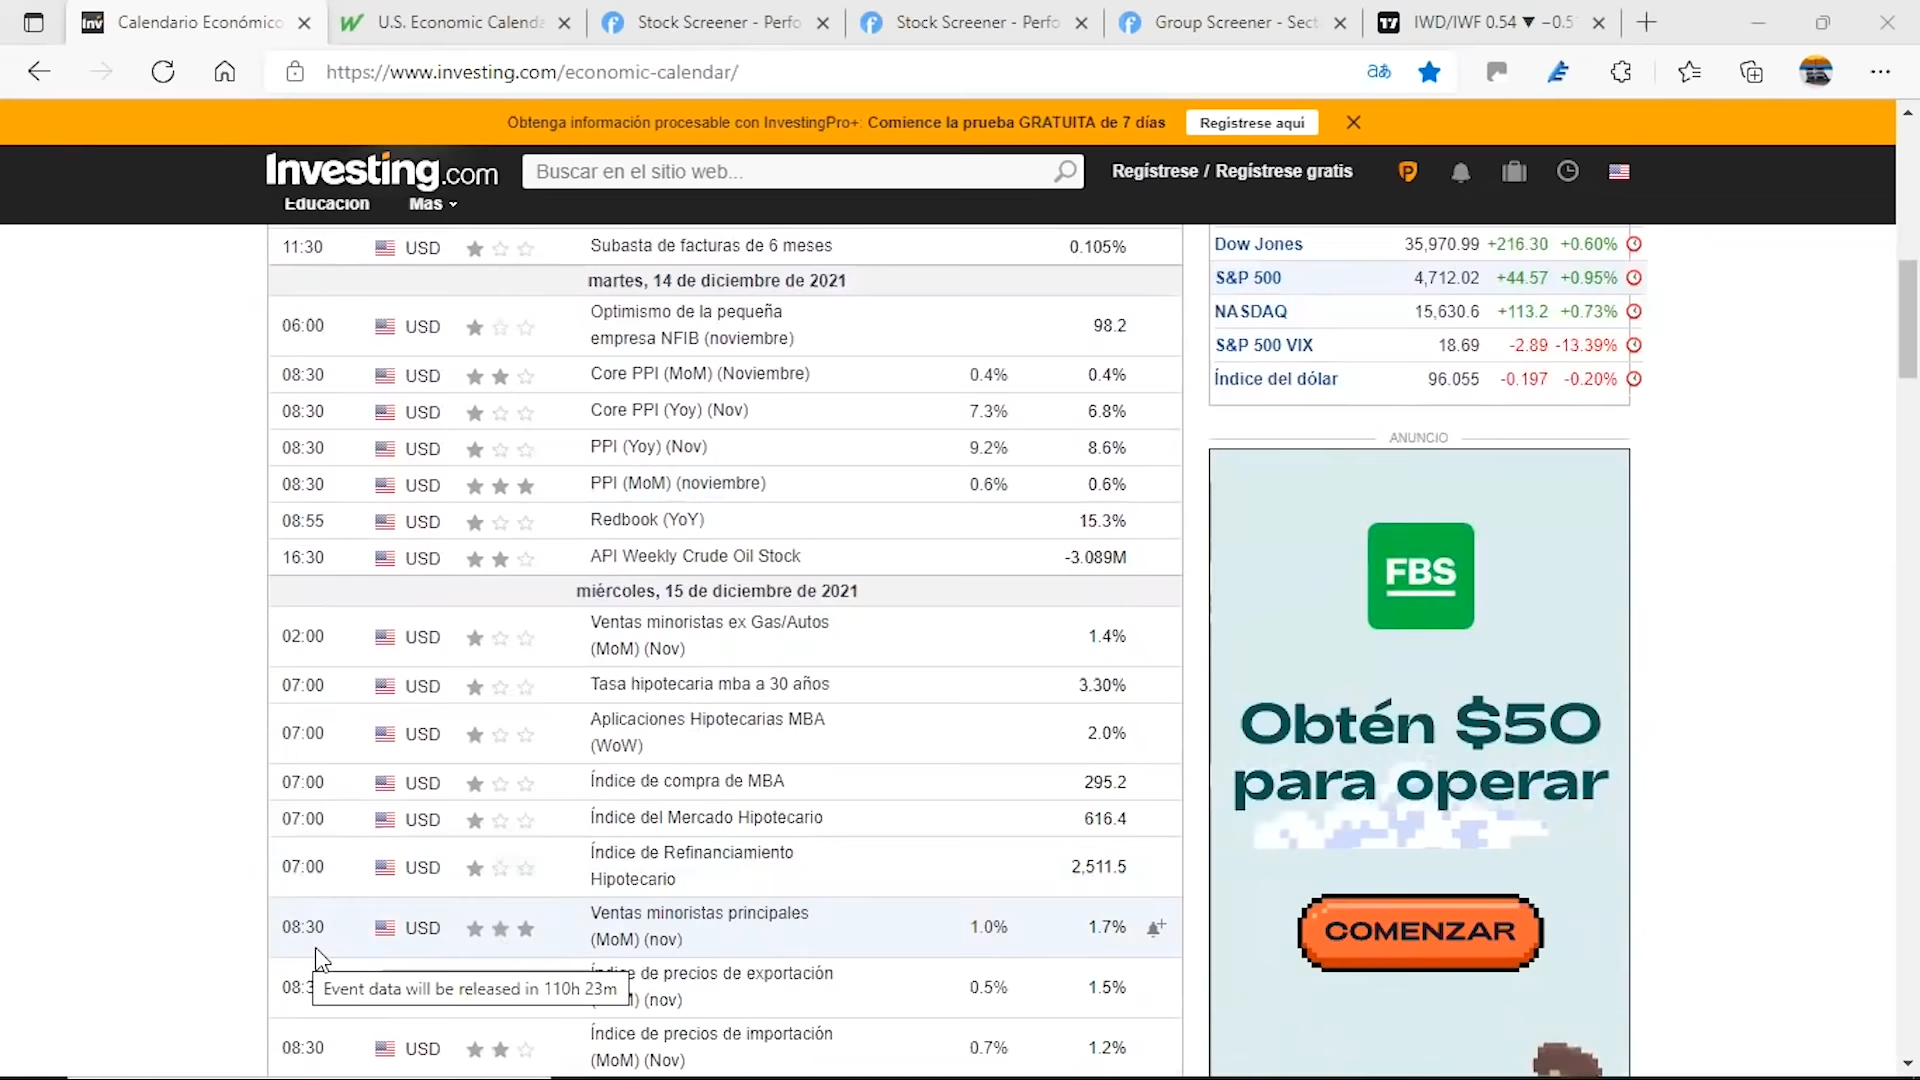 Calendario Económico
U.S. Economic Calend
Stock Screener - Perfo
Stock Screener - Perfo
Group Screener - Sect
IWD/IWF 0.54 ▼ −0.5
https://www.investing.com/economic-calendar/
Obtenga información procesable con InvestingPro+: Comience la prueba GRATUITA de 7 días
Regístrese aquí
Investing.com
Buscar en el sitio web...
Regístrese / Regístrese gratis
Educación Más
11:30 USD Subasta de facturas de 6 meses 0.105%
martes, 14 de diciembre de 2021
06:00 USD Optimismo de la pequeña
empresa NFIB (noviembre) 98.2
08:30 USD Core PPI (MoM) (Noviembre) 0.4% 0.4%
08:30 USD Core PPI (Yoy) (Nov) 7.3% 6.8%
08:30 USD PPI (Yoy) (Nov) 9.2% 8.6%
08:30 USD PPI (MoM) (noviembre) 0.6% 0.6%
08:55 USD Redbook (YoY) 15.3%
16:30 USD API Weekly Crude Oil Stock -3.089M
miércoles, 15 de diciembre de 2021
02:00 USD Ventas minoristas ex Gas/Autos
(MoM) (Nov) 1.4%
07:00 USD Tasa hipotecaria mba a 30 años 3.30%
07:00 USD Aplicaciones Hipotecarias MBA
(WoW) 2.0%
07:00 USD Índice de compra de MBA 295.2
07:00 USD Índice del Mercado Hipotecario 616.4
07:00 USD Índice de Refinanciamiento
Hipotecario 2,511.5
08:30 USD Ventas minoristas principales
(MoM) (nov) 1.0% 1.7%
Índice de precios de exportación
(nov) 0.5% 1.5%
Event data will be released in 110h 23m
08:30 USD Índice de precios de importación
(MoM) (Nov) 0.7% 1.2%
Dow Jones 35,970.99 +216.30 +0.60%
S&P 500 4,712.02 +44.57 +0.95%
NASDAQ 15,630.6 +113.2 +0.73%
S&P 500 VIX 18.69 -2.89 -13.39%
Índice del dólar 96.055 -0.197 -0.20%
ANUNCIO
FBS
Obtén $50
para operar
COMENZAR